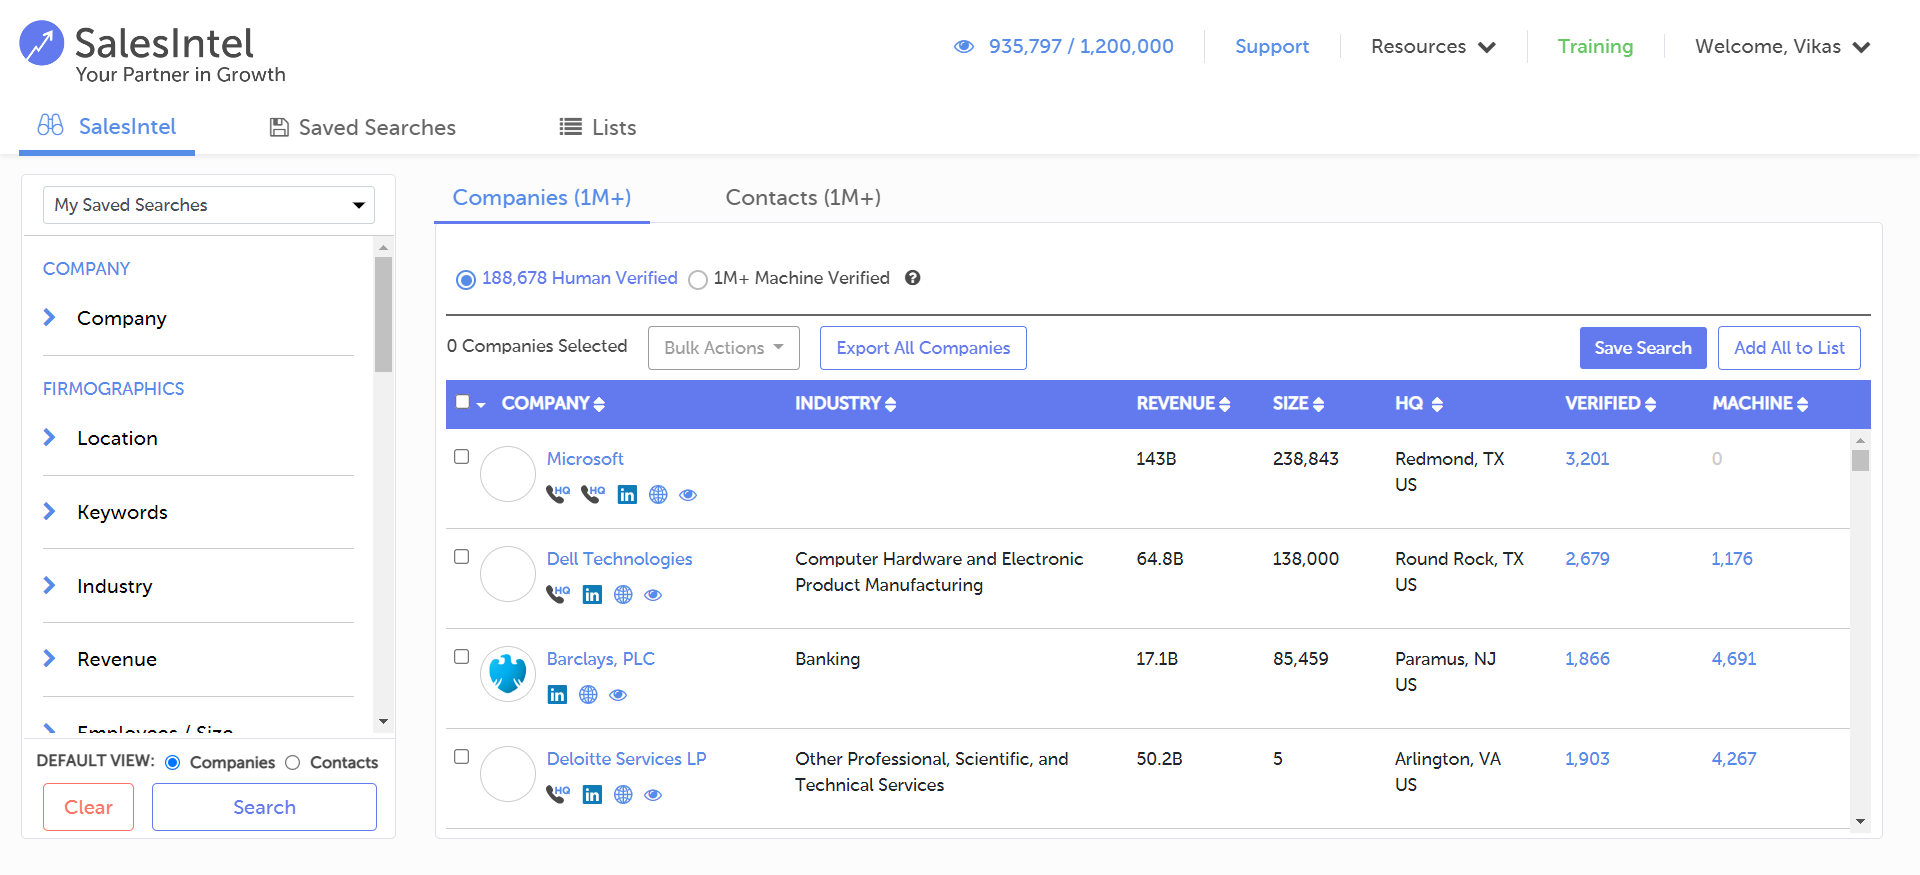 SalesIntel
Your Partner in Growth
935,797 / 1,200,000
Support
Resources
Training
Welcome, Vikas
SalesIntel
Saved Searches
Lists
My Saved Searches
COMPANY
Company
FIRMOGRAPHICS
Location
Keywords
Industry
Revenue
Employees / Size
DEFAULT VIEW: Companies Contacts
Clear
Search
Companies (1M+)
Contacts (1M+)
188,678 Human Verified 1M+ Machine Verified ?
0 Companies Selected
Bulk Actions
Export All Companies
Save Search
Add All to List
COMPANY INDUSTRY REVENUE SIZE HQ VERIFIED MACHINE
Microsoft 143B 238,843 Redmond, TX 3,201 0
US
HQ HQ in
Dell Technologies Computer Hardware and Electronic 64.8B 138,000 Round Rock, TX 2,679 1,176
Product Manufacturing US
HQ in
Barclays, PLC Banking 17.1B 85,459 Paramus, NJ 1,866 4,691
US
in
Deloitte Services LP Other Professional, Scientific, and 50.2B 5 Arlington, VA 1,903 4,267
Technical Services US
HQ in